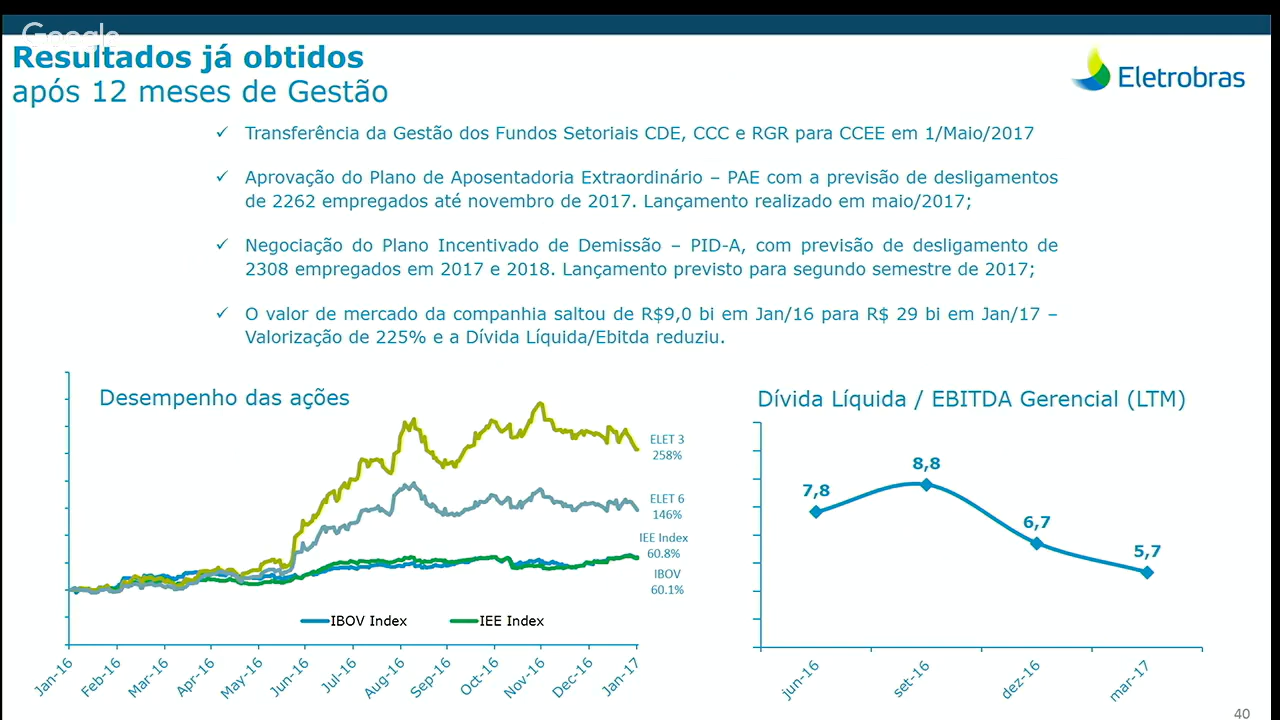 Google
Resultados já obtidos
após 12 meses de Gestão
Eletrobras
✓ Transferência da Gestão dos Fundos Setoriais CDE, CCC e RGR para CCEE em 1/Maio/2017
✓ Aprovação do Plano de Aposentadoria Extraordinário – PAE com a previsão de desligamentos
de 2262 empregados até novembro de 2017. Lançamento realizado em maio/2017;
✓ Negociação do Plano Incentivado de Demissão – PID-A, com previsão de desligamento de
2308 empregados em 2017 e 2018. Lançamento previsto para segundo semestre de 2017;
✓ O valor de mercado da companhia saltou de R$9,0 bi em Jan/16 para R$ 29 bi em Jan/17 –
Valorização de 225% e a Dívida Líquida/Ebitda reduziu.
Desempenho das ações
ELET 3
258%
ELET 6
146%
IEE Index
60.8%
IBOV
60.1%
IBOV Index
IEE Index
Jan-16
Feb-16
Mar-16
Apr-16
May-16
Jun-16
Jul-16
Aug-16
Sep-16
Oct-16
Nov-16
Dec-16
Jan-17
Dívida Líquida / EBITDA Gerencial (LTM)
7,8
8,8
6,7
5,7
jun-16
set-16
dez-16
mar-17
40